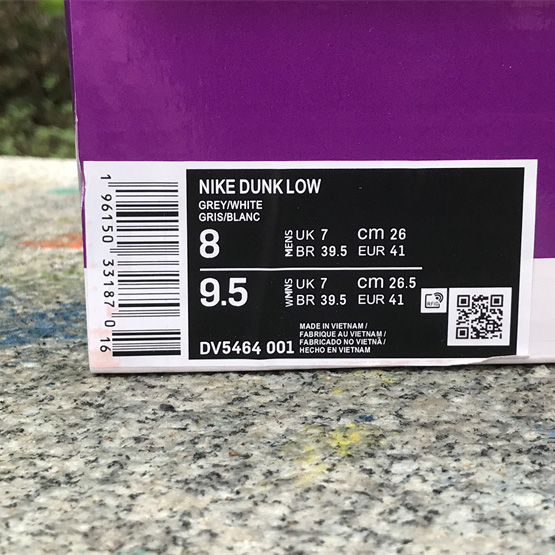 NIKE DUNK LOW
GREY/WHITE
GRIS/BLANC
8 MENS UK 7 cm 26
BR 39.5 EUR 41
9.5 WMNS UK 7 cm 26.5
BR 39.5 EUR 41
MADE IN VIETNAM /
FABRIQUE AU VIETNAM /
FABRICADO NO VIETNÃ /
DV5464 001 HECHO EN VIETNAM
RFID
1 96150 33187 0 16